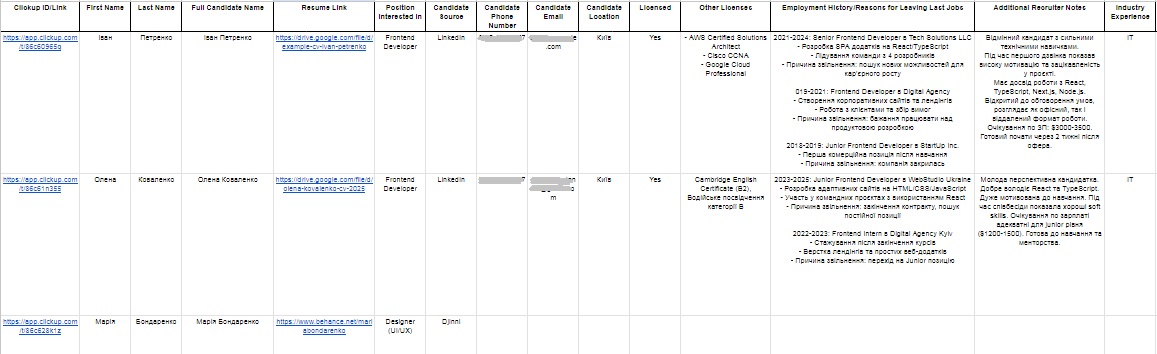 Clickup ID/Link
First Name
Last Name
Full Candidate Name
Resume Link
Position
Interested in
Candidate
Source
Candidate
Phone
Number
Candidate
Email
Candidate
Location
Licensed
Other Licenses
Employment History/Reasons for Leaving Last Jobs
Additional Recruiter Notes
Industry
Experience
https://app.clickup.com
/t/86c60965q
Іван
Петренко
Іван Петренко
https://drive.google.com/file/d/
example-cv-ivan-petrenko
Frontend
Developer
LinkedIn
.com
Київ
Yes
- AWS Certified Solutions
Architect
- Cisco CCNA
- Google Cloud
Professional
2021-2024: Senior Frontend Developer в Tech Solutions LLC
- Розробка SPA додатків на React/TypeScript
- Лідування команди з 4 розробників
- Причина звільнення: пошук нових можливостей для
кар'єрного росту
019-2021: Frontend Developer в Digital Agency
- Створення корпоративних сайтів та лендінгів
- Робота з клієнтами та збір вимог
- Причина звільнення: бажання працювати над
продуктовою розробкою
2018-2019: Junior Frontend Developer в StartUp Inc.
- Перша комерційна позиція після навчання
- Причина звільнення: компанія закрилась
Відмінний кандидат з сильними
технічними навичками.
Під час першого дзвінка показав
високу мотивацію та зацікавленість
у проєкті.
Має досвід роботи з React,
TypeScript, Next.js, Node.js.
Відкритий до обговорення умов,
розглядає як офісний, так і
віддалений формат роботи.
Очікування по ЗП: $3000-3500.
Готовий почати через 2 тижні після
офера.
IT
https://app.clickup.com
/t/86c61n355
Олена
Коваленко
Олена Коваленко
https://drive.google.com/file/d/
olena-kovalenko-cv-2025
Frontend
Developer
LinkedIn
m
Київ
Yes
Cambridge English
Certificate (B2),
Водійське посвідчення
категорії B
2023-2025: Junior Frontend Developer в WebStudio Ukraine
- Розробка адаптивних сайтів на HTML/CSS/JavaScript
- Участь у командних проєктах з використанням React
- Причина звільнення: закінчення контракту, пошук
постійної позиції
2022-2023: Frontend Intern в Digital Agency Kyiv
- Стажування після закінчення курсів
- Верстка лендінгів та простих веб-додатків
- Причина звільнення: перехід на Junior позицію
Молода перспективна кандидатка.
Добре володіє React та TypeScript.
Дуже мотивована до навчання. Під
час співбесіди показала хороші soft
skills. Очікування по зарплаті
адекватні для junior рівня
($1200-1500). Готова до навчання та
менторства.
IT
https://app.clickup.com
/t/86c628k1z
Марія
Бондаренко
Марія Бондаренко
https://www.behance.net/mari
abondarenko
Designer
(UI/UX)
Djinni